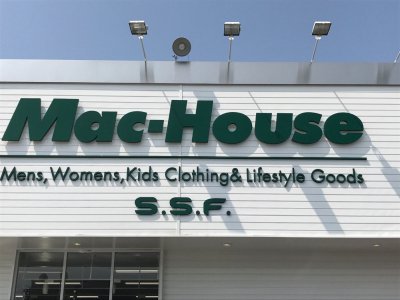 Mac-House
Mens,Womens,Kids Clothing&Lifestyle Goods
S.S.F.